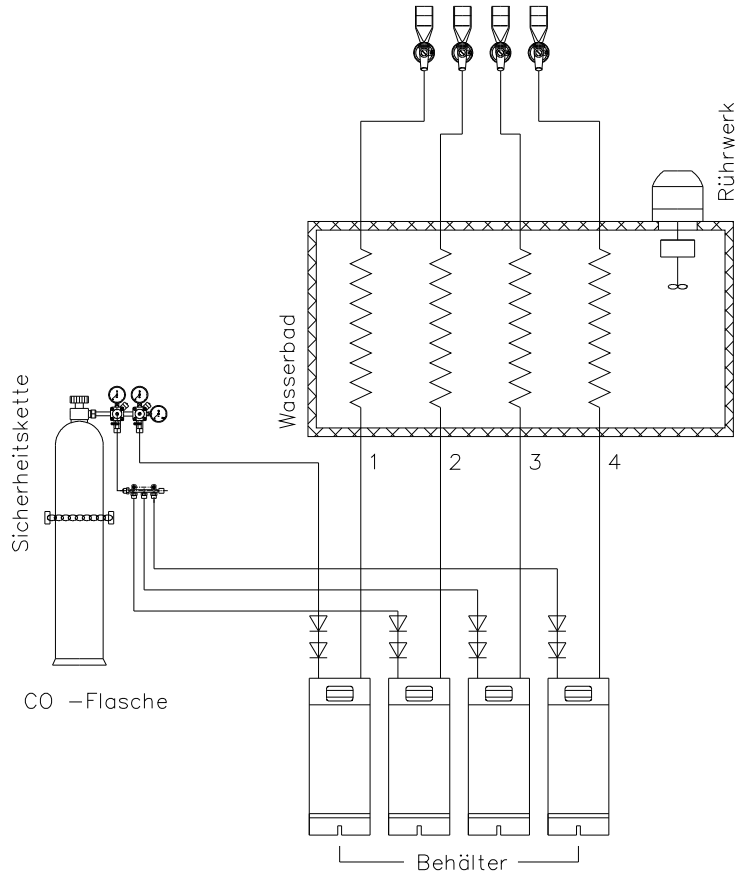 Rührwerk
Wasserbad
Sicherheitskette
1 2 3 4
CO –Flasche
Behälter